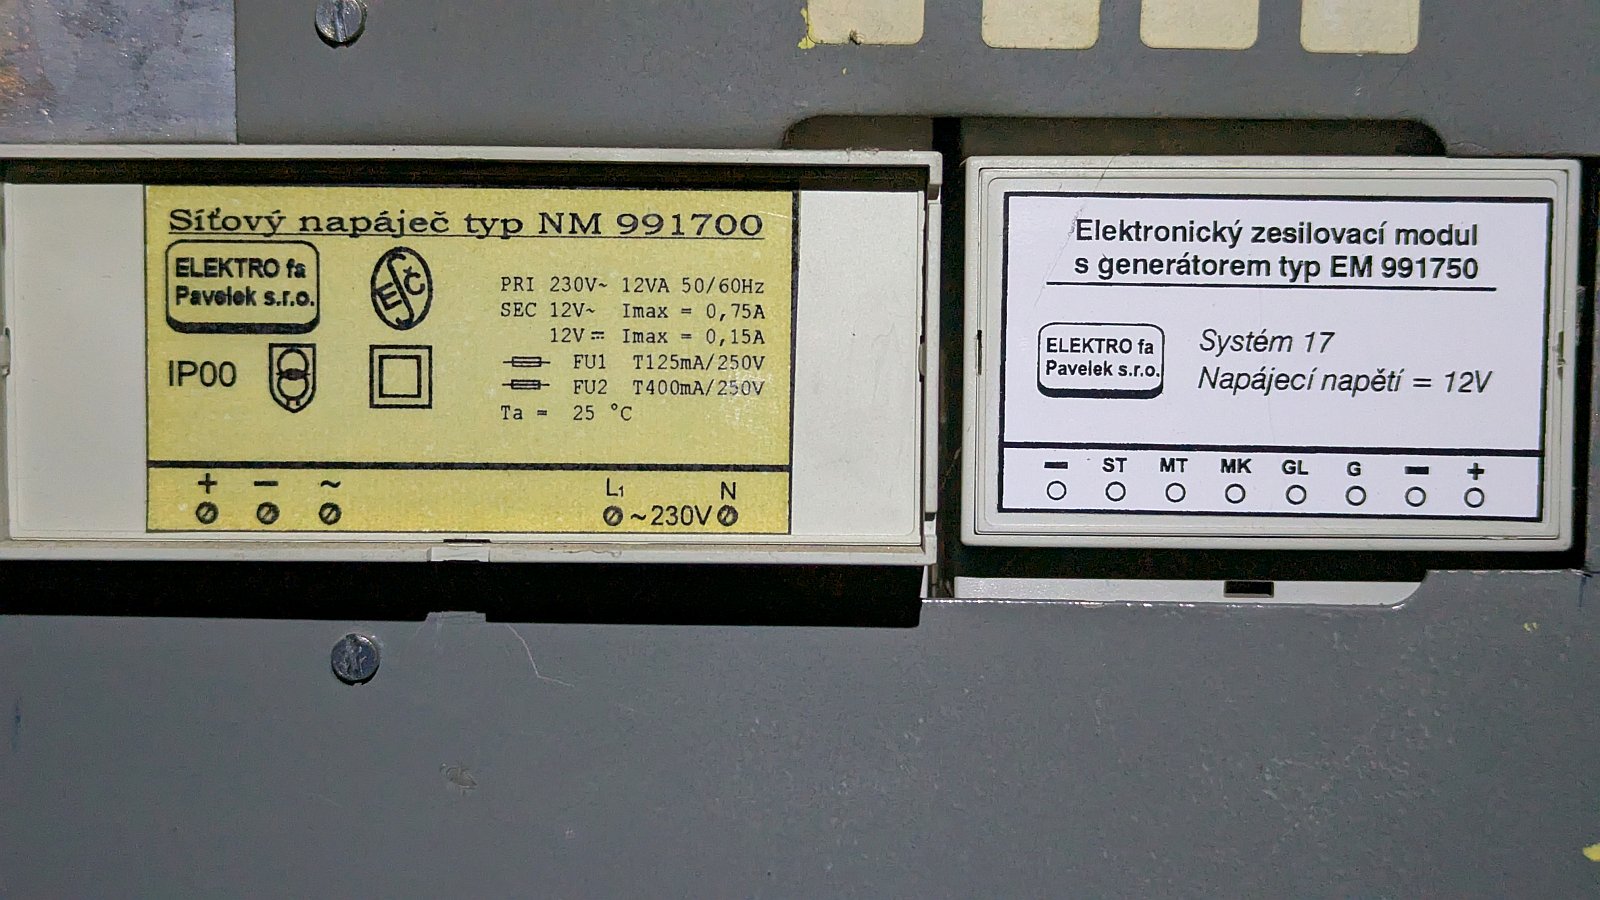 Síťový napáječ typ NM 991700
ELEKTRO fa
Pavelek s.r.o.
EŠČ
IP00
PRI 230V~ 12VA 50/60Hz
SEC 12V~ Imax = 0,75A
12V⎓ Imax = 0,15A
FU1 T125mA/250V
FU2 T400mA/250V
Ta = 25 °C
+ − ~
L1 ~230V N
Elektronický zesilovací modul
s generátorem typ EM 991750
ELEKTRO fa
Pavelek s.r.o.
Systém 17
Napájecí napětí = 12V
− ST MT MK GL G − +